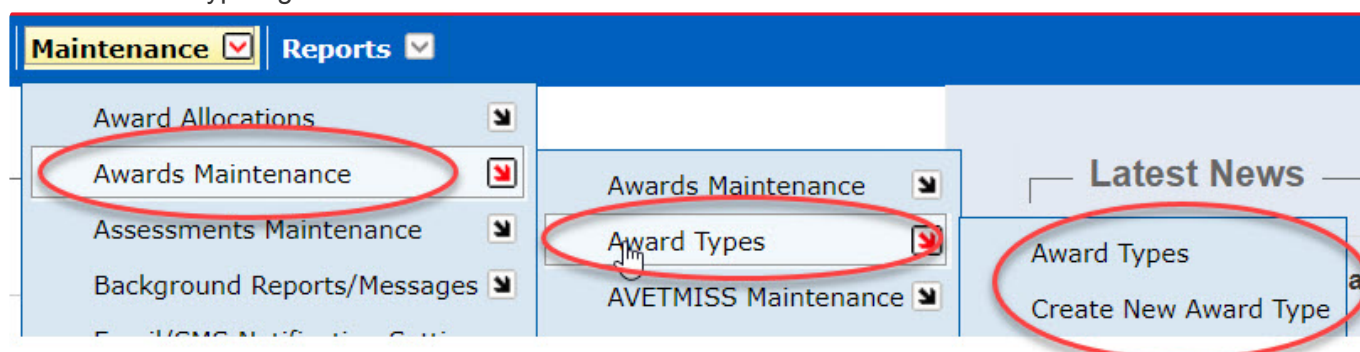 Maintenance Reports
Award Allocations
Awards Maintenance
Assessments Maintenance
Background Reports/Messages
Awards Maintenance
Award Types
AVETMISS Maintenance
Latest News
Award Types
Create New Award Type